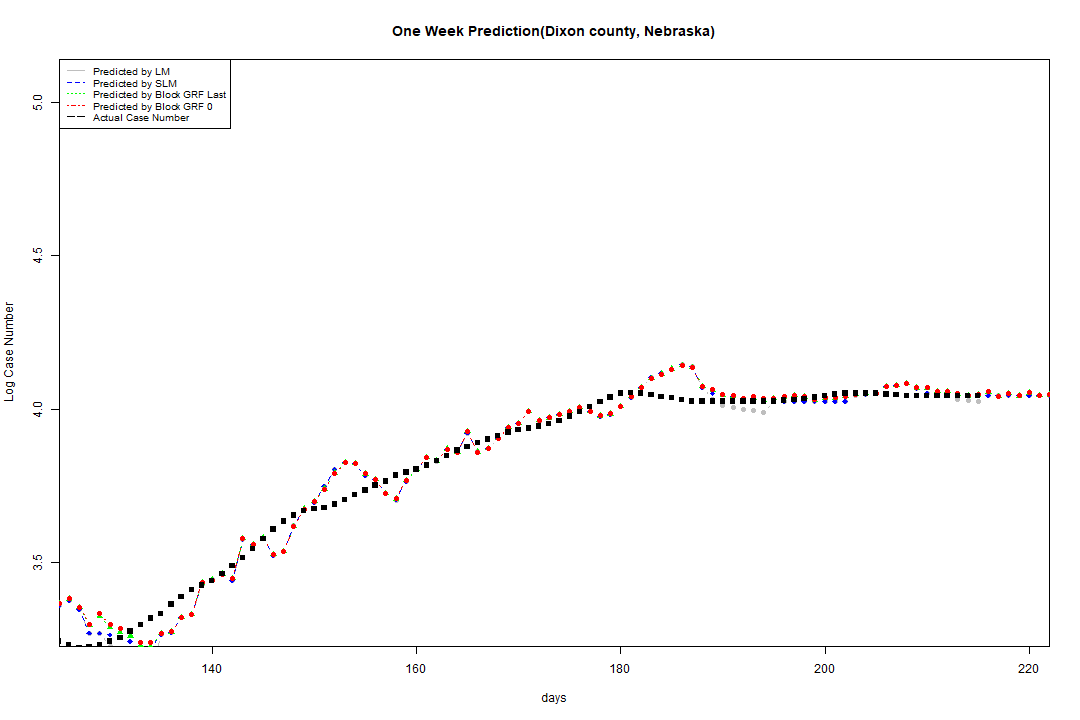 One Week Prediction(Dixon county, Nebraska)
Predicted by LM
Predicted by SLM
Predicted by Block GRF Last
Predicted by Block GRF 0
Actual Case Number
5.0
4.5
4.0
3.5
Log Case Number
140 160 180 200 220
days